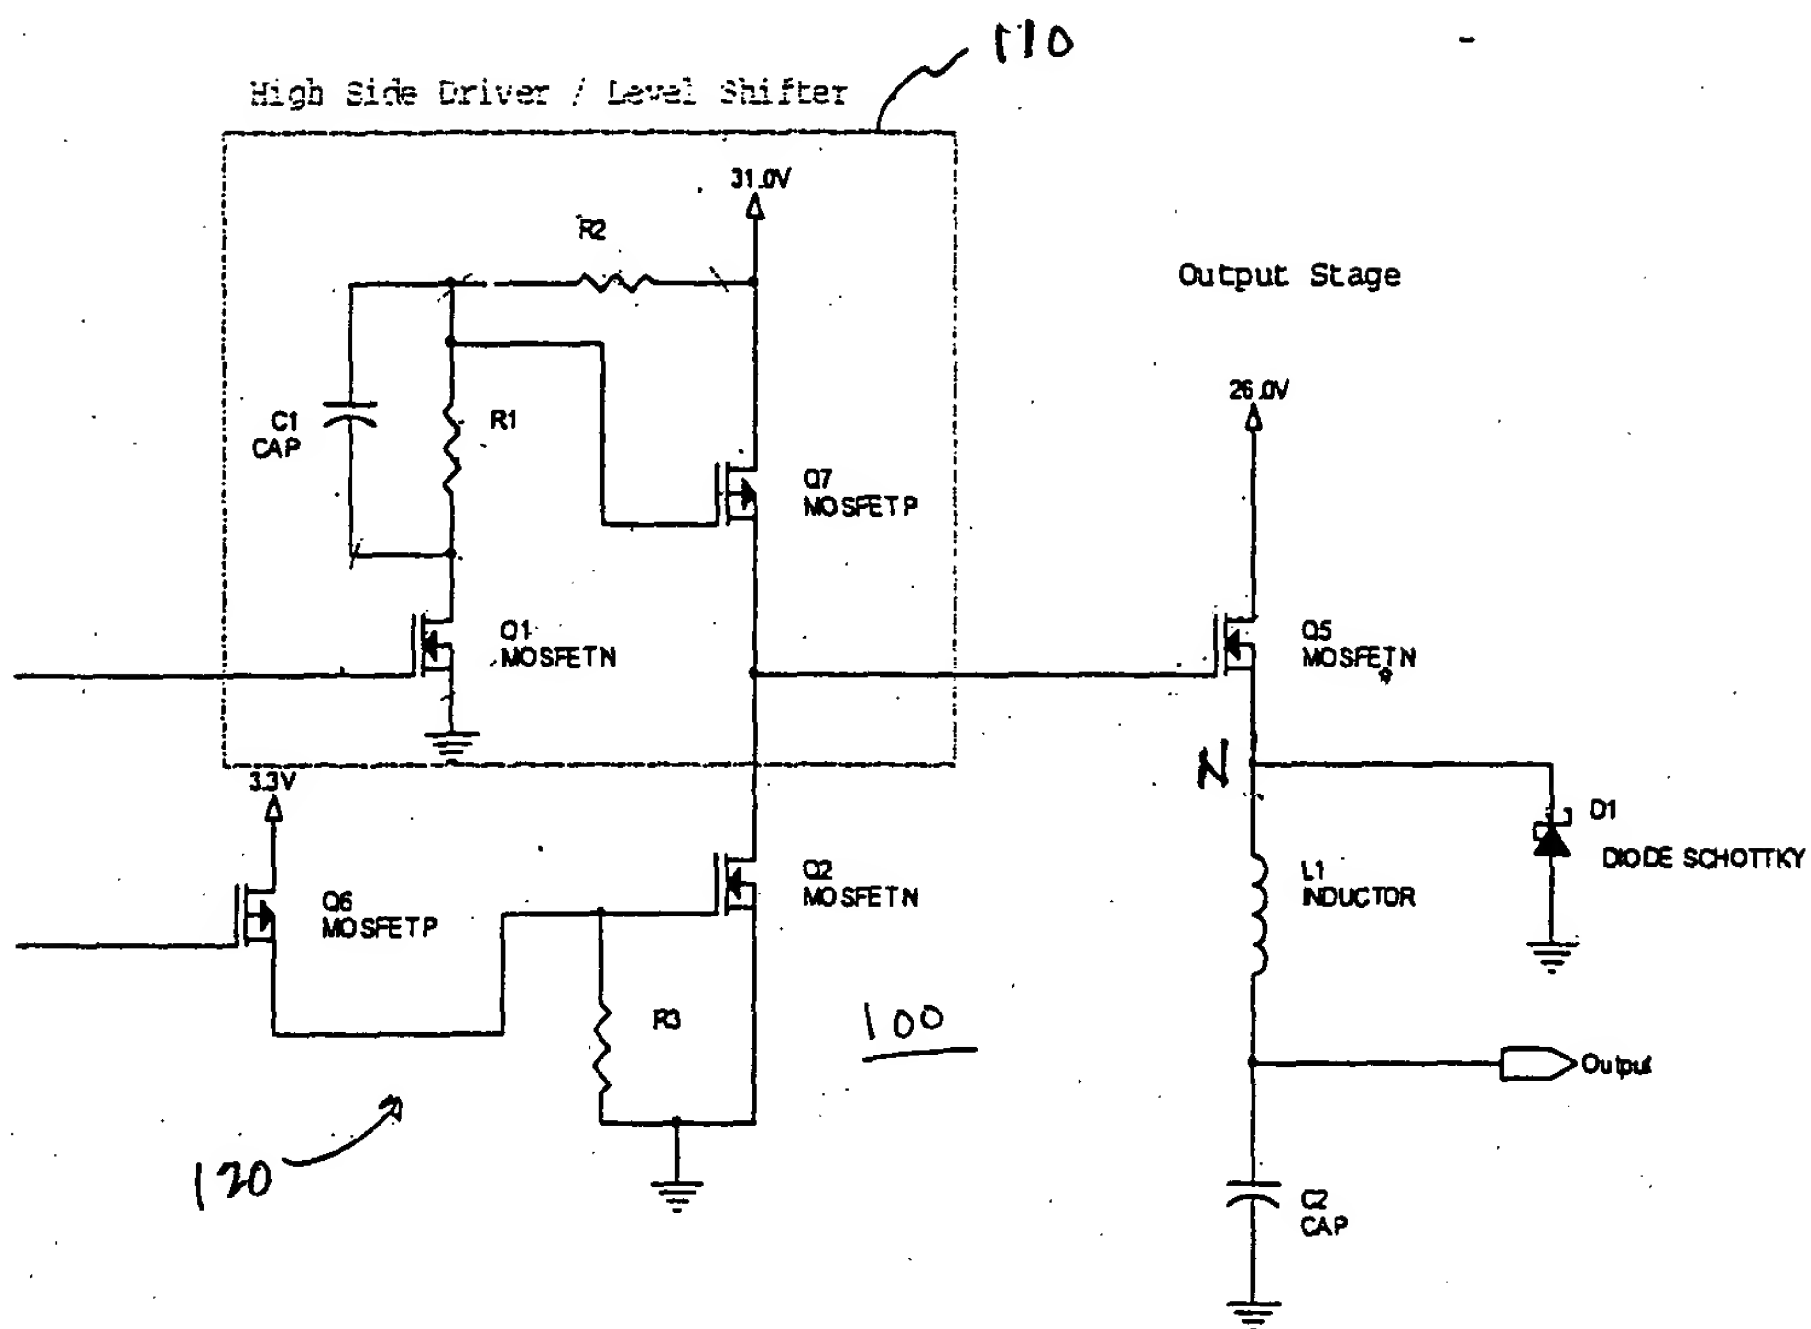 110
High Side Driver / Level Shifter
31.0V
R2
Output Stage
26.0V
C1
CAP
R1
Q7
MOSFETP
Q1
MOSFETN
Q5
MOSFETN
N
3.3V
D1
DIODE SCHOTTKY
Q6
MOSFETP
Q2
MOSFETN
L1
INDUCTOR
R3
100
Output
120
C2
CAP